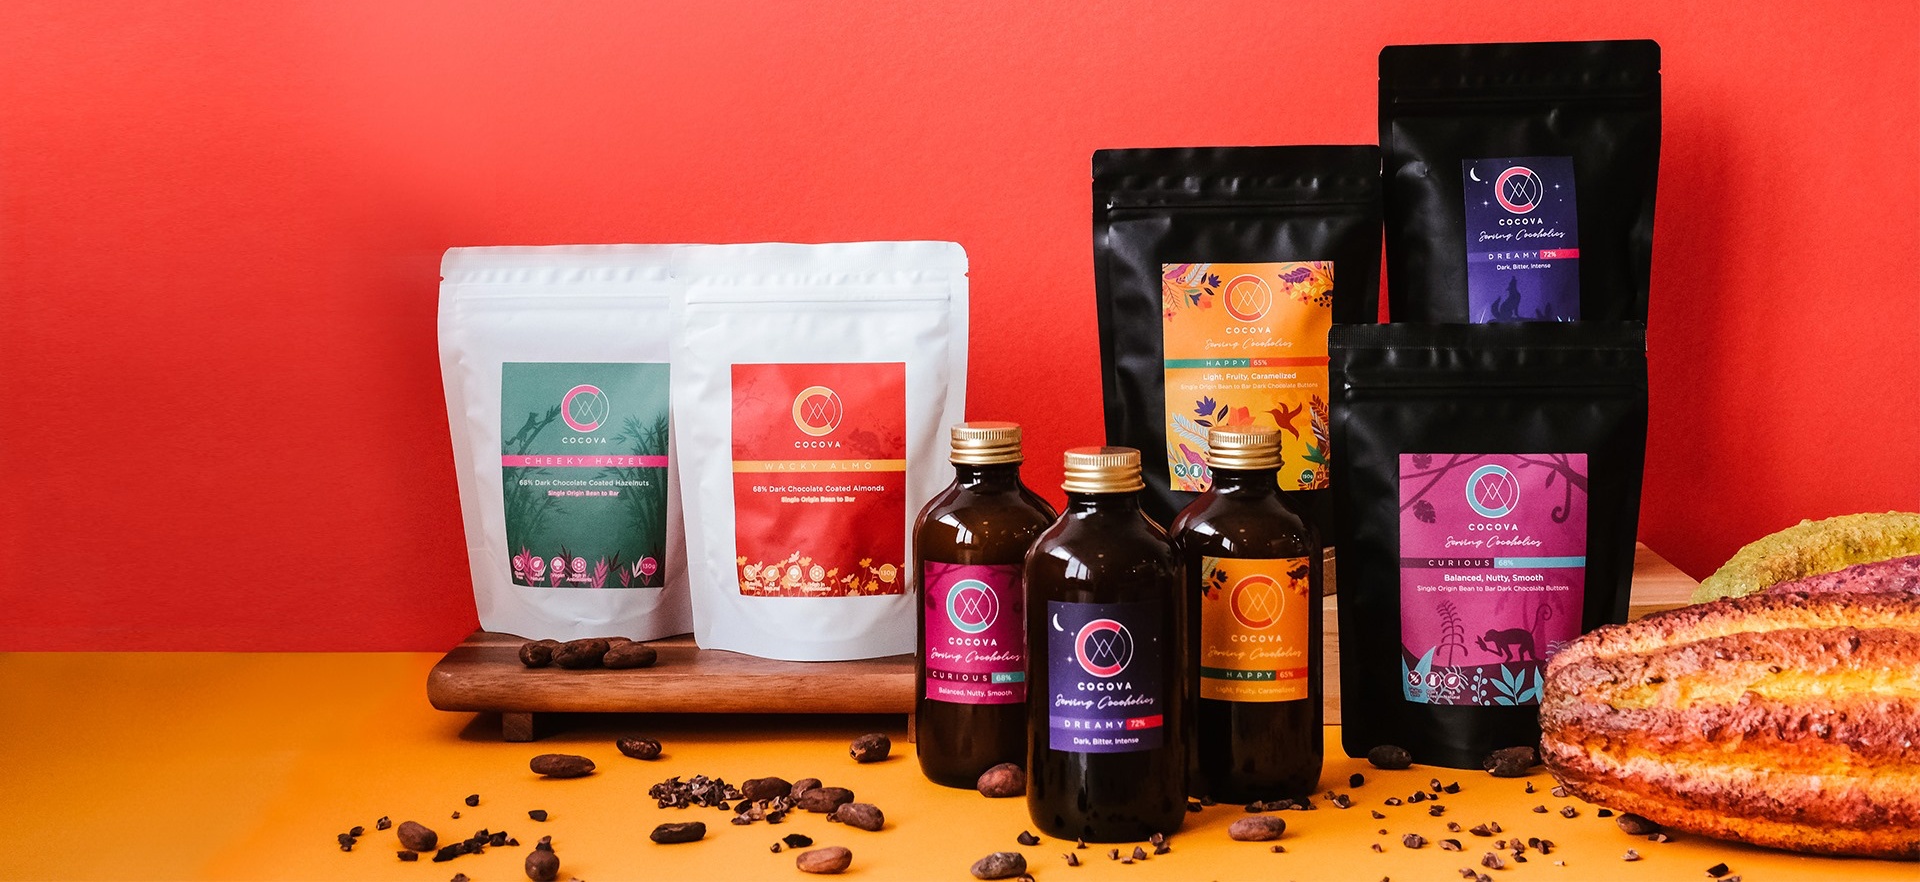 COCOVA
CHEEKY HAZEL
68% Dark Chocolate Coated Hazelnuts
Single Origin Bean to Bar
Vegan
130g
COCOVA
WACKY ALMO
68% Dark Chocolate Coated Almonds
Single Origin Bean to Bar
130g
COCOVA
Serving Cocoholics
CURIOUS 68%
Balanced, Nutty, Smooth
COCOVA
Serving Cocoholics
DREAMY 72%
Dark, Bitter, Intense
COCOVA
Serving Cocoholics
HAPPY 65%
Light, Fruity, Caramelized
COCOVA
Serving Cocoholics
HAPPY 65%
Light, Fruity, Caramelized
Single Origin Bean to Bar Dark Chocolate Buttons
COCOVA
Serving Cocoholics
DREAMY 72%
Dark, Bitter, Intense
COCOVA
Serving Cocoholics
CURIOUS 68%
Balanced, Nutty, Smooth
Single Origin Bean to Bar Dark Chocolate Buttons